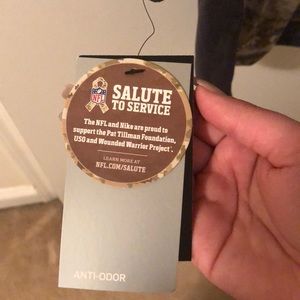 NFL
SALUTE
TO SERVICE
The NFL and Nike are proud to
support the Pat Tillman Foundation,
USO and Wounded Warrior Project®.
LEARN MORE AT
NFL.COM/SALUTE
ANTI-ODOR